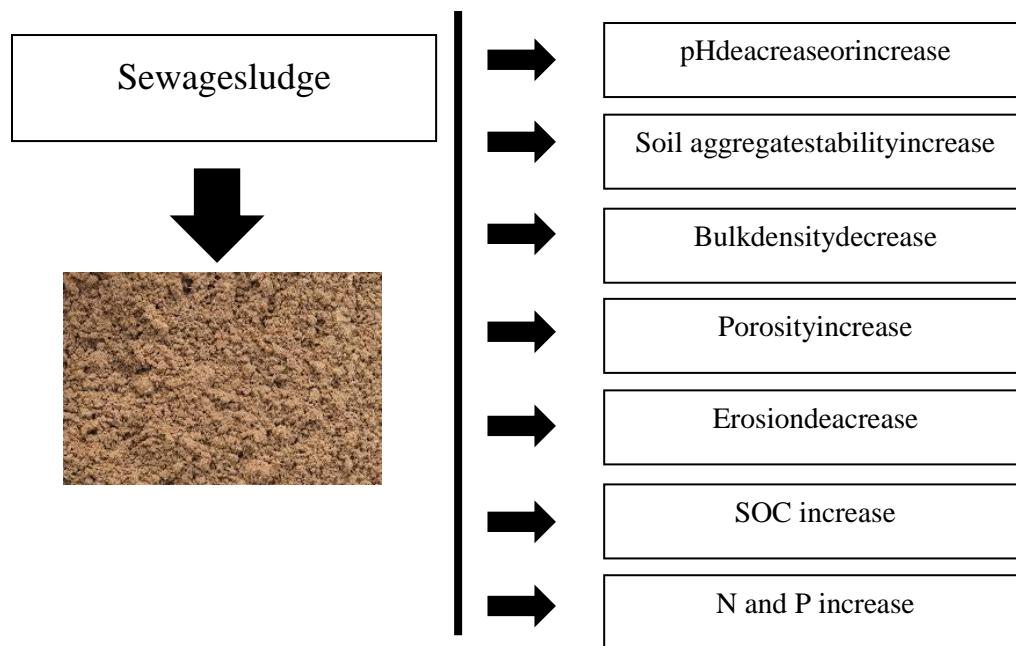 Sewagesludge
pHdeacreaseorincrease
Soil aggregatestabilityincrease
Bulkdensitydecrease
Porosityincrease
Erosiondeacrease
SOC increase
N and P increase